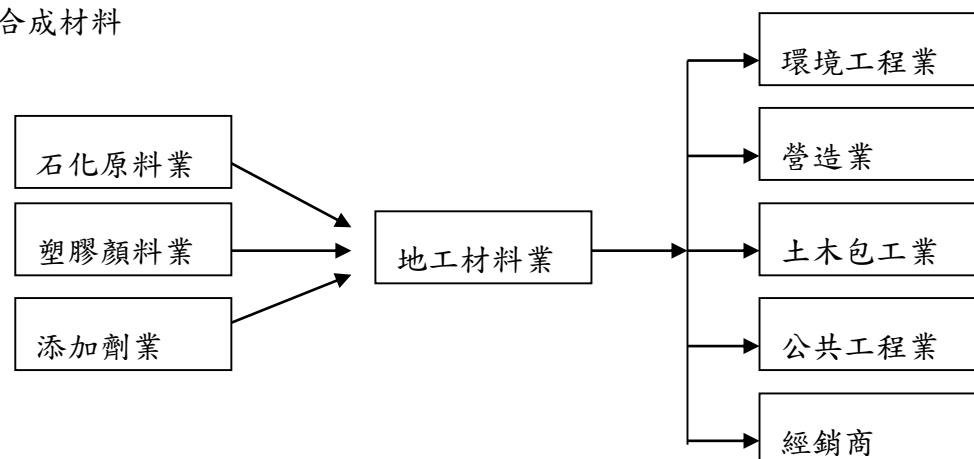 合成材料
石化原料業
塑膠顏料業
添加劑業
地工材料業
環境工程業
營造業
土木包工業
公共工程業
經銷商